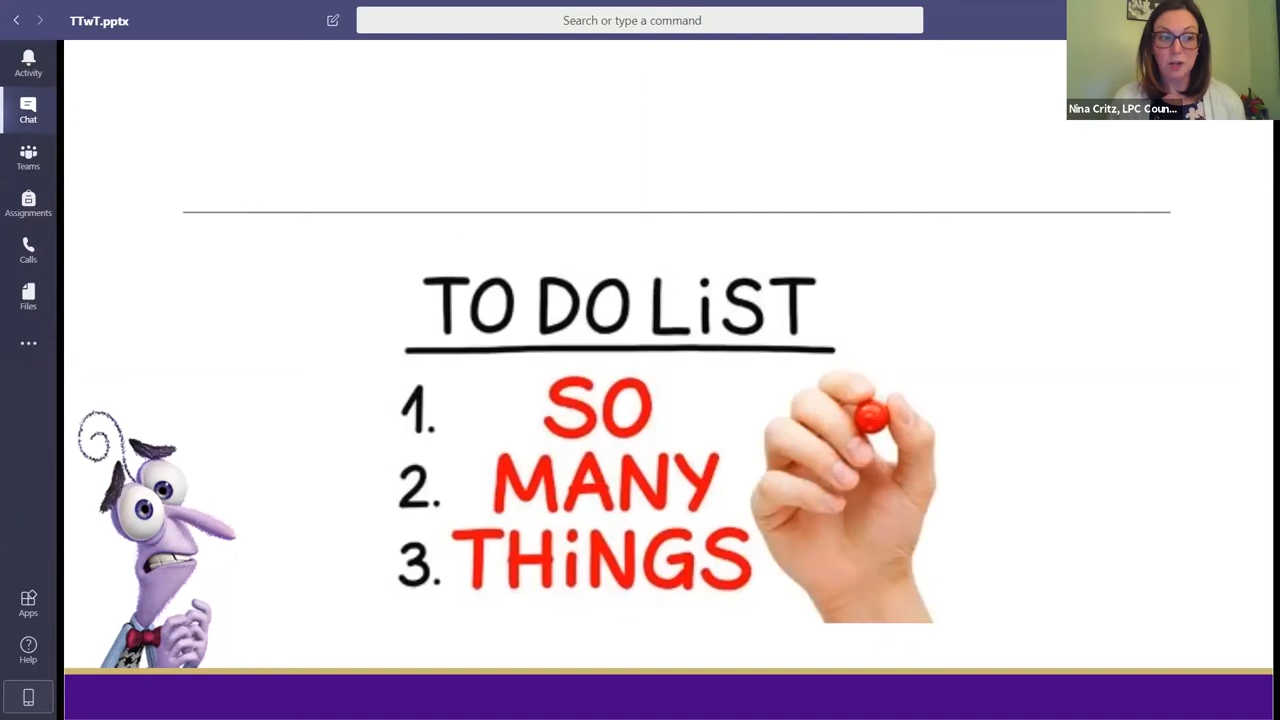 TTwT.pptx
Search or type a command
Nina Critz, LPC Coun...
Activity
Chat
Teams
Assignments
Calls
Files
Apps
Help
TO DO LiST
1. SO
2. MANY
3. THiNGS